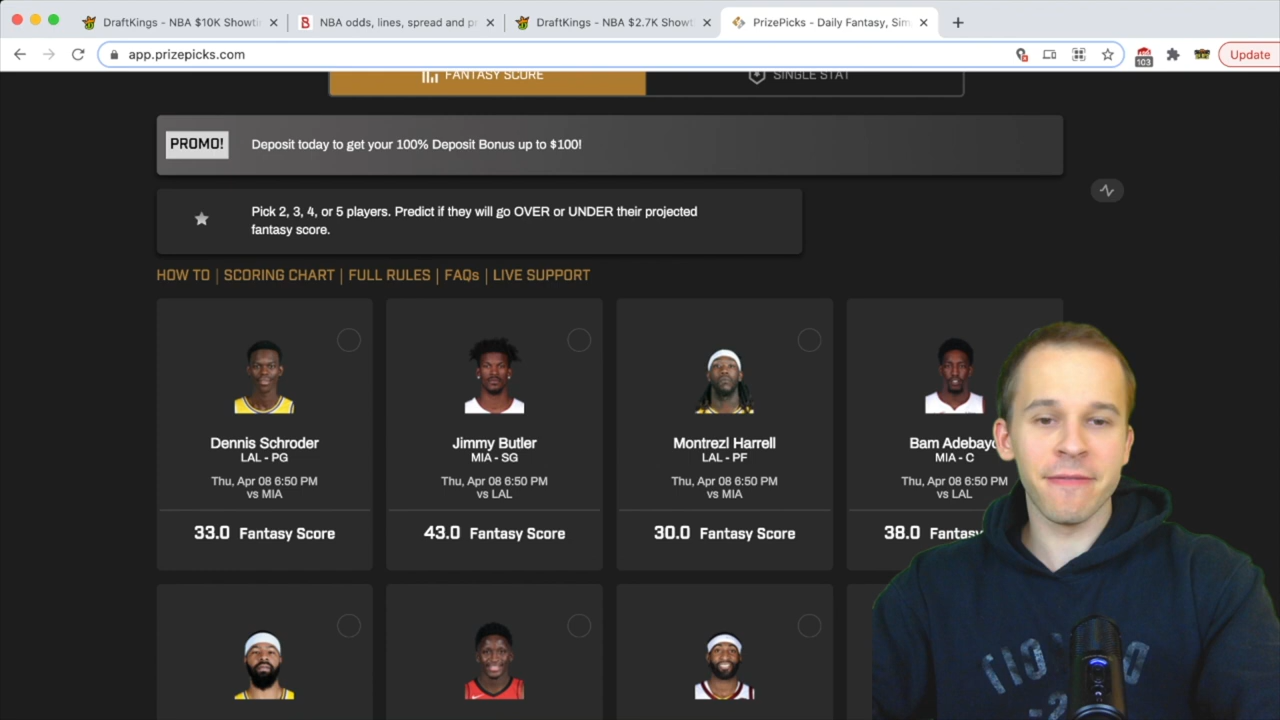 DraftKings - NBA $10K Showti
NBA odds, lines, spread and p
DraftKings - NBA $2.7K Showt
PrizePicks - Daily Fantasy, Sim
app.prizepicks.com
103
Update
FANTASY SCORE
SINGLE STAT
PROMO!
Deposit today to get your 100% Deposit Bonus up to $100!
Pick 2, 3, 4, or 5 players. Predict if they will go OVER or UNDER their projected
fantasy score.
HOW TO | SCORING CHART | FULL RULES | FAQs | LIVE SUPPORT
Dennis Schroder
LAL - PG
Thu, Apr 08 6:50 PM
vs MIA
33.0 Fantasy Score
Jimmy Butler
MIA - SG
Thu, Apr 08 6:50 PM
vs LAL
43.0 Fantasy Score
Montrezl Harrell
LAL - PF
Thu, Apr 08 6:50 PM
vs MIA
30.0 Fantasy Score
Bam Adebayo
MIA - C
Thu, Apr 08 6:50 PM
vs LAL
38.0 Fantas